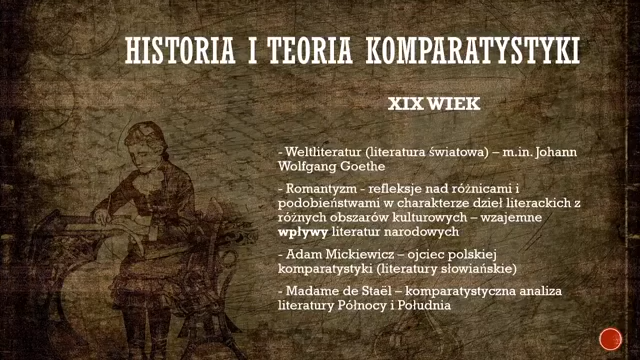 HISTORIA I TEORIA KOMPARATYSTYKI
XIX WIEK
- Weltliteratur (literatura światowa) – m.in. Johann
Wolfgang Goethe
- Romantyzm - refleksje nad różnicami i
podobieństwami w charakterze dzieł literackich z
różnych obszarów kulturowych – wzajemne
wpływy literatur narodowych
- Adam Mickiewicz – ojciec polskiej
komparatystyki (literatury słowiańskie)
- Madame de Staël – komparatystyczna analiza
literatury Północy i Południa